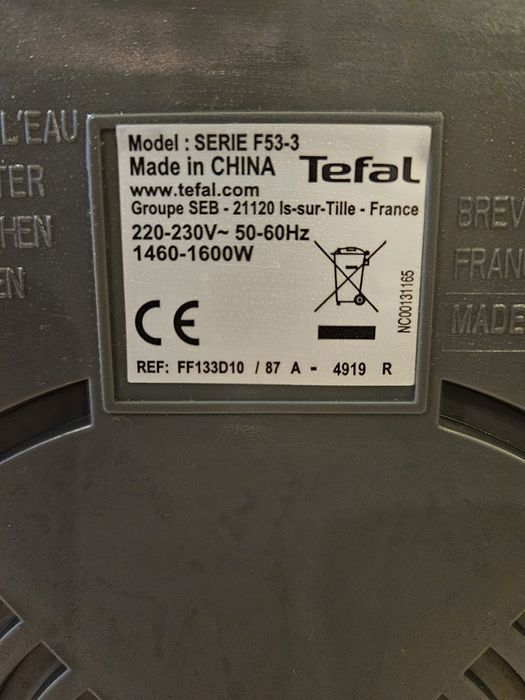 L'EAU
TER
HEN
EN
Model : SERIE F53-3
Made in CHINA
Tefal
www.tefal.com
Groupe SEB - 21120 Is-sur-Tille - France
220-230V~ 50-60Hz
1460-1600W
CE
NC00131165
REF: FF133D10 / 87 A - 4919 R
BREV
FRAN
MADE